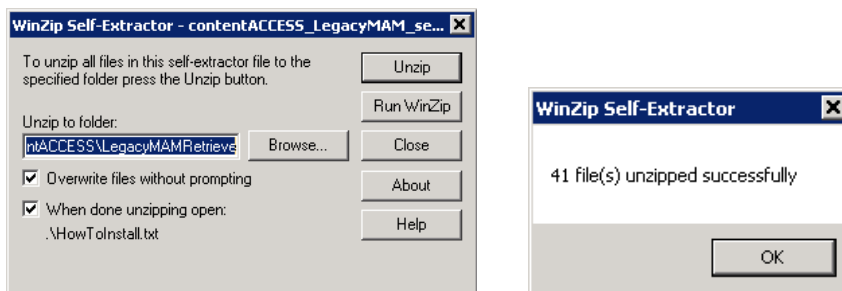 WinZip Self-Extractor - contentACCESS_LegacyMAM_se...
To unzip all files in this self-extractor file to the
specified folder press the Unzip button.
Unzip to folder:
ntACCESS\LegacyMAMRetrieve
Browse...
Overwrite files without prompting
When done unzipping open:
.\HowToInstall.txt
Unzip
Run WinZip
Close
About
Help
WinZip Self-Extractor
41 file(s) unzipped successfully
OK